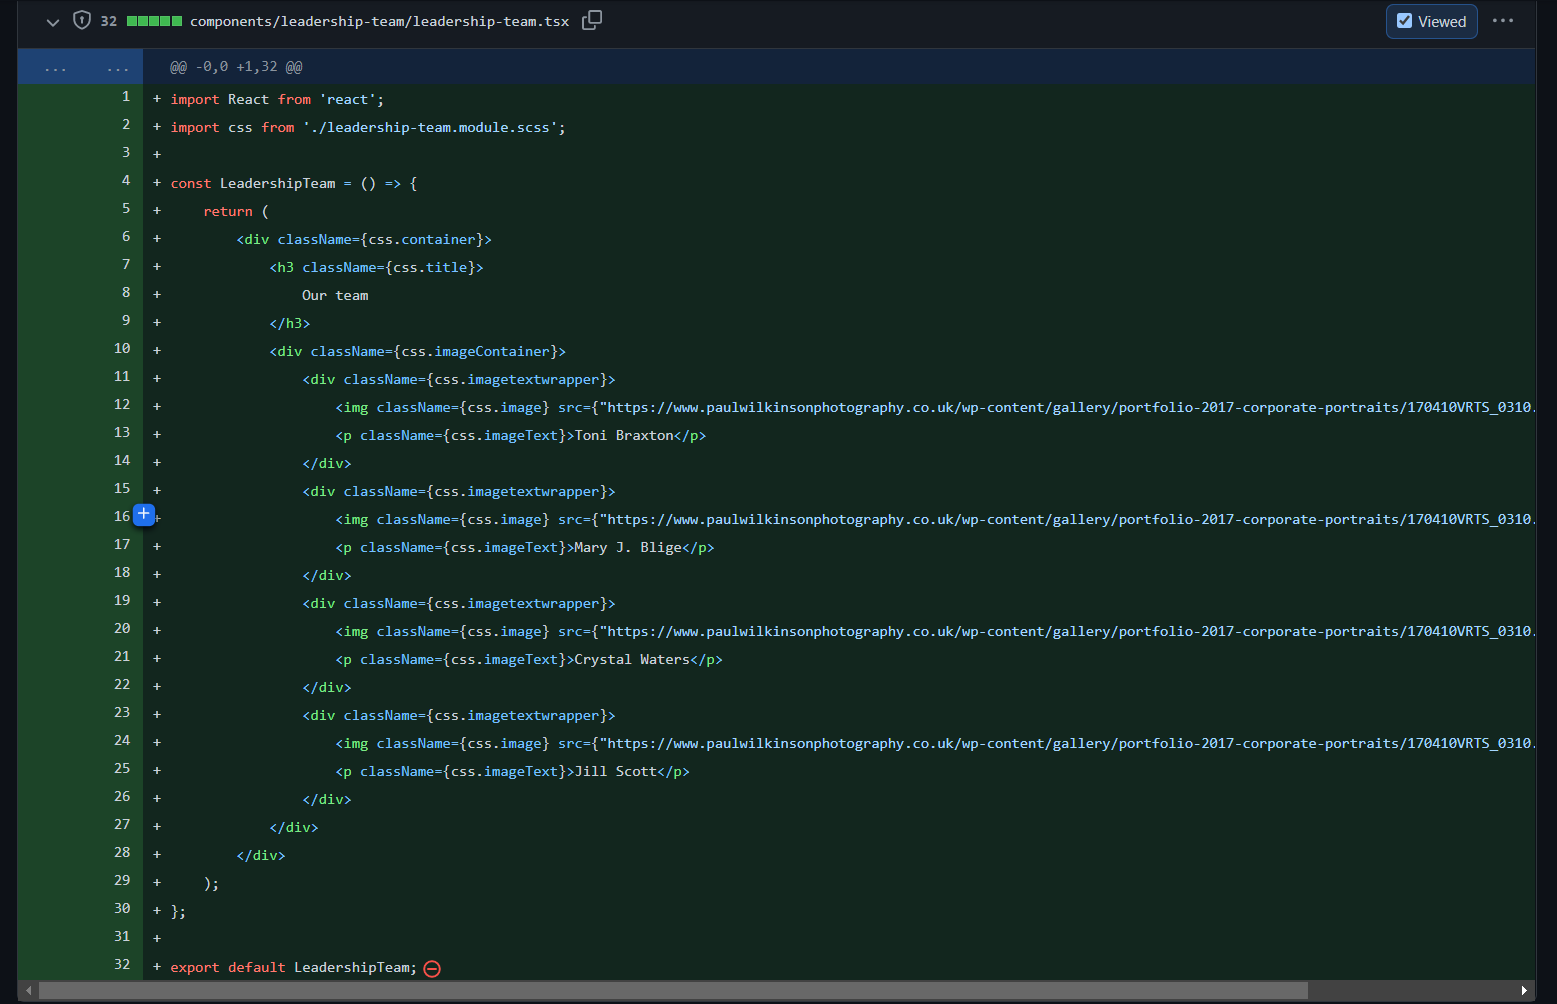 32 components/leadership-team/leadership-team.tsx Viewed
... ... @@ -0,0 +1,32 @@
1 + import React from 'react';
2 + import css from './leadership-team.module.scss';
3 +
4 + const LeadershipTeam = () => {
5 +     return (
6 +         <div className={css.container}>
7 +             <h3 className={css.title}>
8 +                 Our team
9 +             </h3>
10 +             <div className={css.imageContainer}>
11 +                 <div className={css.imagetextwrapper}>
12 +                     <img className={css.image} src={"https://www.paulwilkinsonphotography.co.uk/wp-content/gallery/portfolio-2017-corporate-portraits/170410VRTS_0310.
13 +                     <p className={css.imageText}>Toni Braxton</p>
14 +                 </div>
15 +                 <div className={css.imagetextwrapper}>
16 +                     <img className={css.image} src={"https://www.paulwilkinsonphotography.co.uk/wp-content/gallery/portfolio-2017-corporate-portraits/170410VRTS_0310.
17 +                     <p className={css.imageText}>Mary J. Blige</p>
18 +                 </div>
19 +                 <div className={css.imagetextwrapper}>
20 +                     <img className={css.image} src={"https://www.paulwilkinsonphotography.co.uk/wp-content/gallery/portfolio-2017-corporate-portraits/170410VRTS_0310.
21 +                     <p className={css.imageText}>Crystal Waters</p>
22 +                 </div>
23 +                 <div className={css.imagetextwrapper}>
24 +                     <img className={css.image} src={"https://www.paulwilkinsonphotography.co.uk/wp-content/gallery/portfolio-2017-corporate-portraits/170410VRTS_0310.
25 +                     <p className={css.imageText}>Jill Scott</p>
26 +                 </div>
27 +             </div>
28 +         </div>
29 +     );
30 + };
31 +
32 + export default LeadershipTeam;